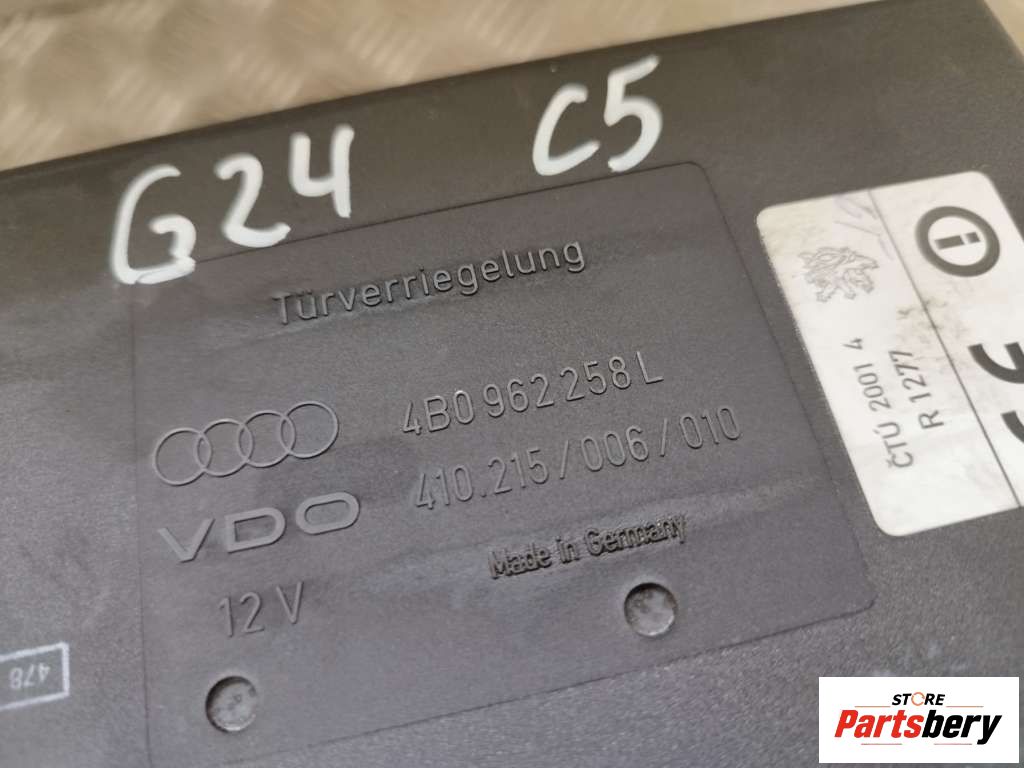 G24 C5
Türverriegelung
4B0 962 258 L
410.215/006/010
VDO
Made in Germany
12 V
478
ČTÚ 2001 4
R 1277
STORE
Partsbery